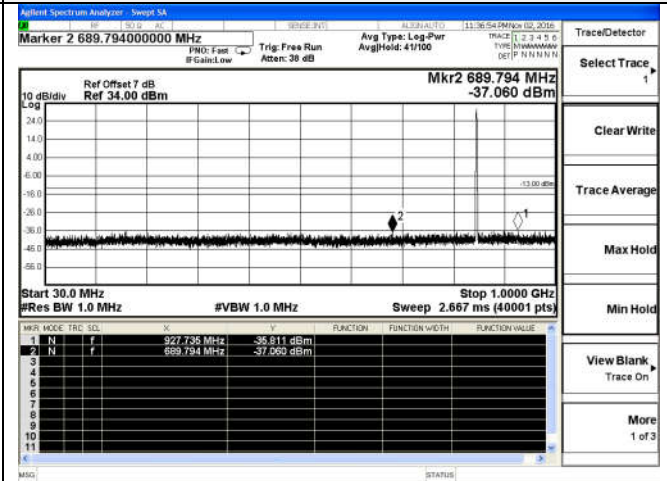 Agilent Spectrum Analyzer - Swept SA
RF 50 Ω AC SENSE:INT ALIGN AUTO 11:36:54 PM Nov 02, 2016
Marker 2 689.794000000 MHz
PNO: Fast
IFGain:Low
Trig: Free Run
Atten: 38 dB
Avg Type: Log-Pwr
Avg|Hold: 41/100
TRACE 1 2 3 4 5 6
TYPE MWWWWW
DET P N N N N N
Ref Offset 7 dB
10 dB/div Ref 34.00 dBm
Log
Mkr2 689.794 MHz
-37.060 dBm
24.0
14.0
4.00
-6.00
-16.0
-26.0
-36.0
-46.0
-56.0
-13.00 dBm
2
1
Start 30.0 MHz Stop 1.0000 GHz
#Res BW 1.0 MHz #VBW 1.0 MHz Sweep 2.667 ms (40001 pts)
MKR MODE TRC SCL X Y FUNCTION FUNCTION WIDTH FUNCTION VALUE
1 N f 927.735 MHz -35.811 dBm
2 N f 689.794 MHz -37.060 dBm
3
4
5
6
7
8
9
10
11
MSG STATUS
Trace/Detector
Select Trace
1
Clear Write
Trace Average
Max Hold
Min Hold
View Blank
Trace On
More
1 of 3